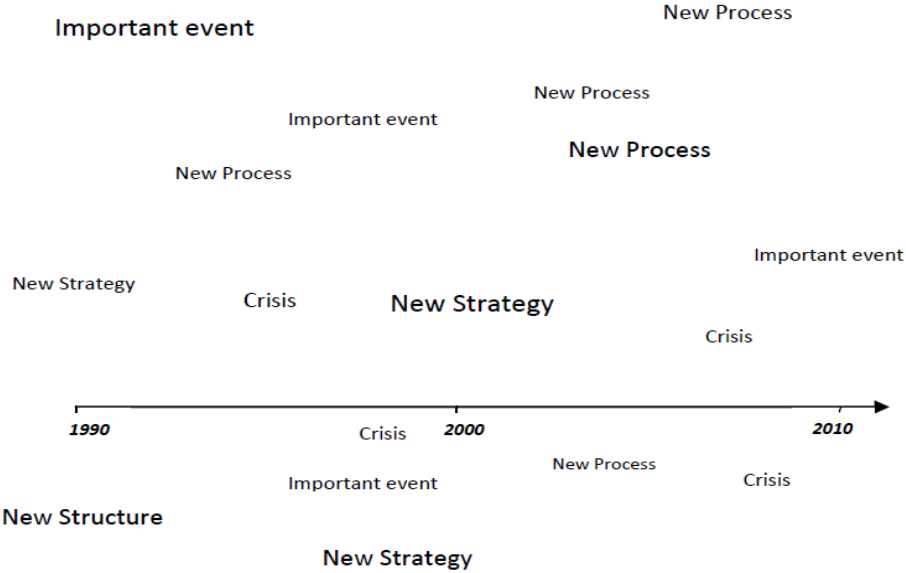 New Process
Important event
New Process
Important event
New Process
New Process
Important event
New Strategy
Crisis
New Strategy
Crisis
1990
2000
2010
Crisis
New Process
Crisis
Important event
New Structure
New Strategy